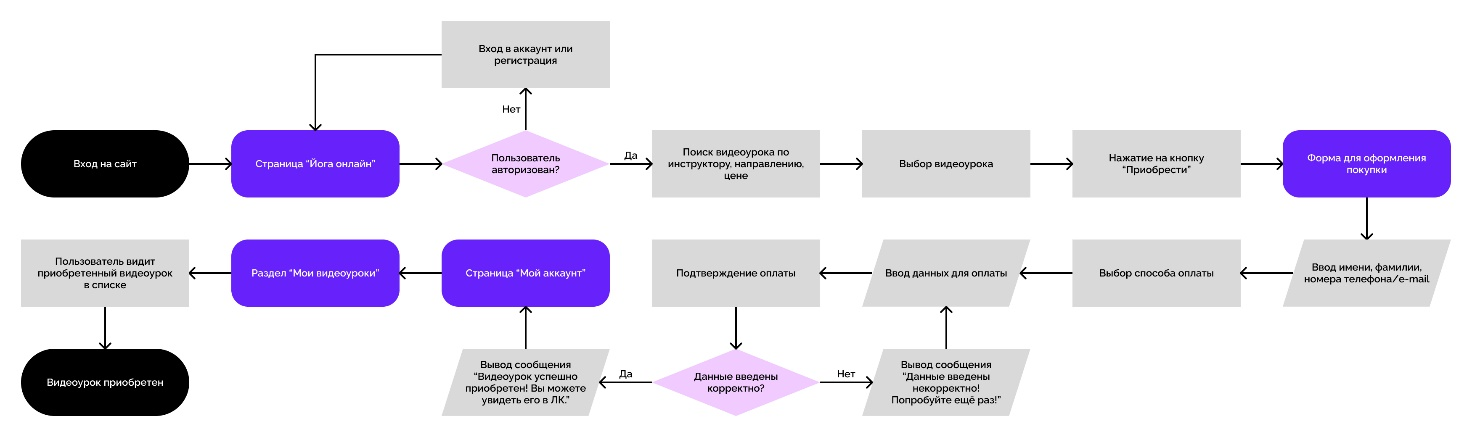 Вход в аккаунт или
регистрация
Нет
Вход на сайт
Страница “Йога онлайн”
Пользователь
авторизован?
Да
Поиск видеоурока по
инструктору, направлению,
цене
Выбор видеоурока
Нажатие на кнопку
“Приобрести”
Форма для оформления
покупки
Пользователь видит
приобретенный видеоурок
в списке
Раздел “Мои видеоуроки”
Страница “Мой аккаунт”
Подтверждение оплаты
Ввод данных для оплаты
Выбор способа оплаты
Ввод имени, фамилии,
номера телефона/e-mail
Видеоурок приобретен
Вывод сообщения
“Видеоурок успешно
приобретен! Вы можете
увидеть его в ЛК.”
Да
Данные введены
корректно?
Нет
Вывод сообщения
“Данные введены
некорректно!
Попробуйте ещё раз!”